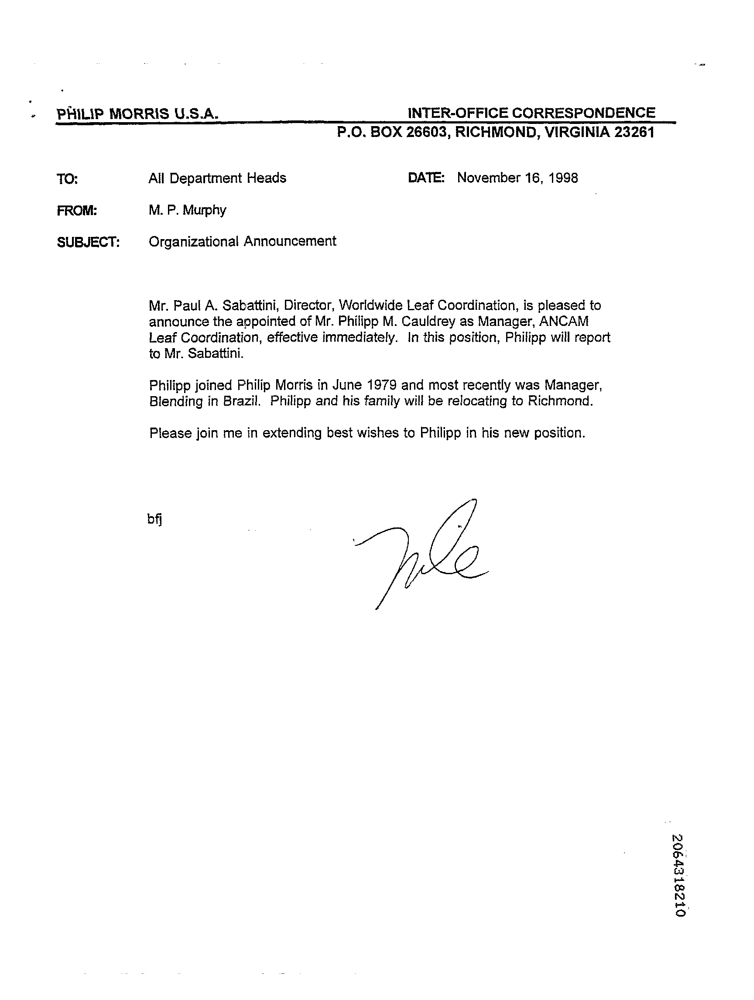 PHILIP MORRIS U.S.A. INTER-OFFICE CORRESPONDENCE
P.O. BOX 26603, RICHMOND, VIRGINIA 23261
TO: All Department Heads DATE: November 16, 1998
FROM: M. P. Murphy
SUBJECT: Organizational Announcement
Mr. Paul A. Sabattini, Director, Worldwide Leaf Coordination, is pleased to
announce the appointed of Mr. Philipp M. Cauldrey as Manager, ANCAM
Leaf Coordination, effective immediately. In this position, Philipp will report
to Mr. Sabattini.
Philipp joined Philip Morris in June 1979 and most recently was Manager,
Blending in Brazil. Philipp and his family will be relocating to Richmond.
Please join me in extending best wishes to Philipp in his new position.
bfj
2064318210